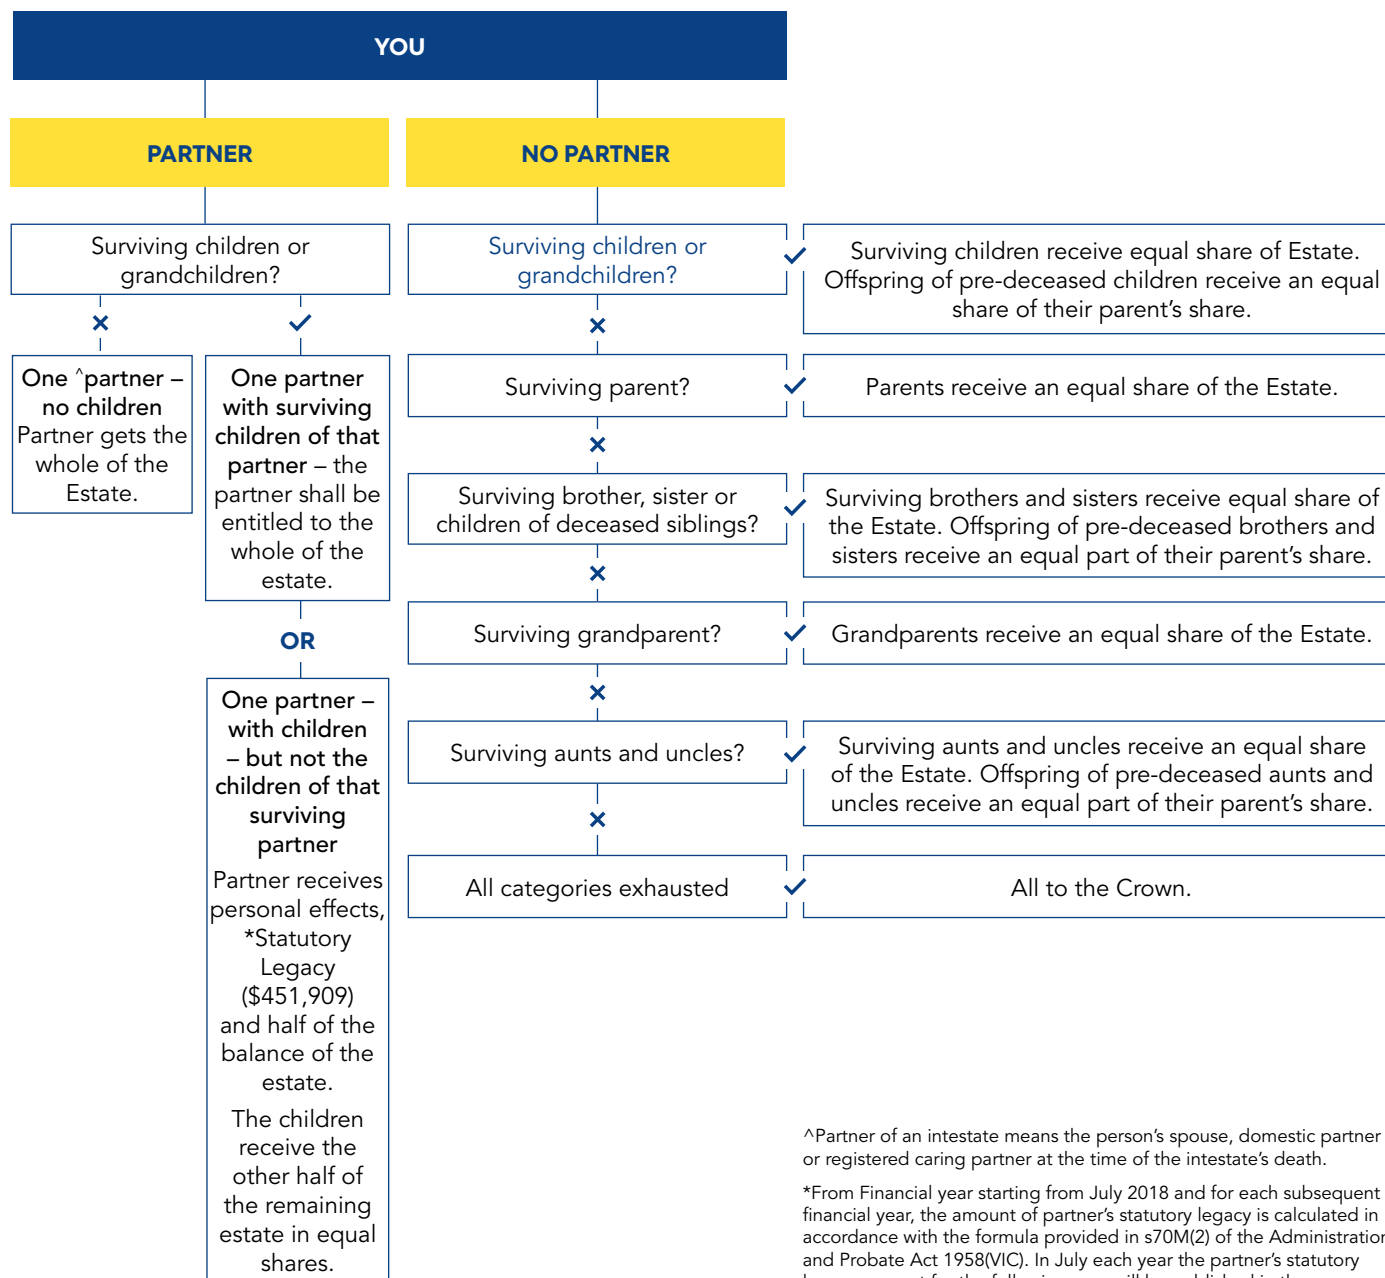 YOU
PARTNER
NO PARTNER
Surviving children or
grandchildren?
One ^partner –
no children
Partner gets the
whole of the
Estate.
One partner
with surviving
children of that
partner – the
partner shall be
entitled to the
whole of the
estate.
OR
One partner –
with children
– but not the
children of that
surviving
partner
Partner receives
personal effects,
*Statutory
Legacy
($451,909)
and half of the
balance of the
estate.
The children
receive the
other half of
the remaining
estate in equal
shares.
Surviving children or
grandchildren?
Surviving children receive equal share of Estate.
Offspring of pre-deceased children receive an equal
share of their parent's share.
Surviving parent?
Parents receive an equal share of the Estate.
Surviving brother, sister or
children of deceased siblings?
Surviving brothers and sisters receive equal share of
the Estate. Offspring of pre-deceased brothers and
sisters receive an equal part of their parent's share.
Surviving grandparent?
Grandparents receive an equal share of the Estate.
Surviving aunts and uncles?
Surviving aunts and uncles receive an equal share
of the Estate. Offspring of pre-deceased aunts and
uncles receive an equal part of their parent's share.
All categories exhausted
All to the Crown.
^Partner of an intestate means the person's spouse, domestic partner
or registered caring partner at the time of the intestate's death.
*From Financial year starting from July 2018 and for each subsequent
financial year, the amount of partner's statutory legacy is calculated in
accordance with the formula provided in s70M(2) of the Administration
and Probate Act 1958(VIC). In July each year the partner's statutory